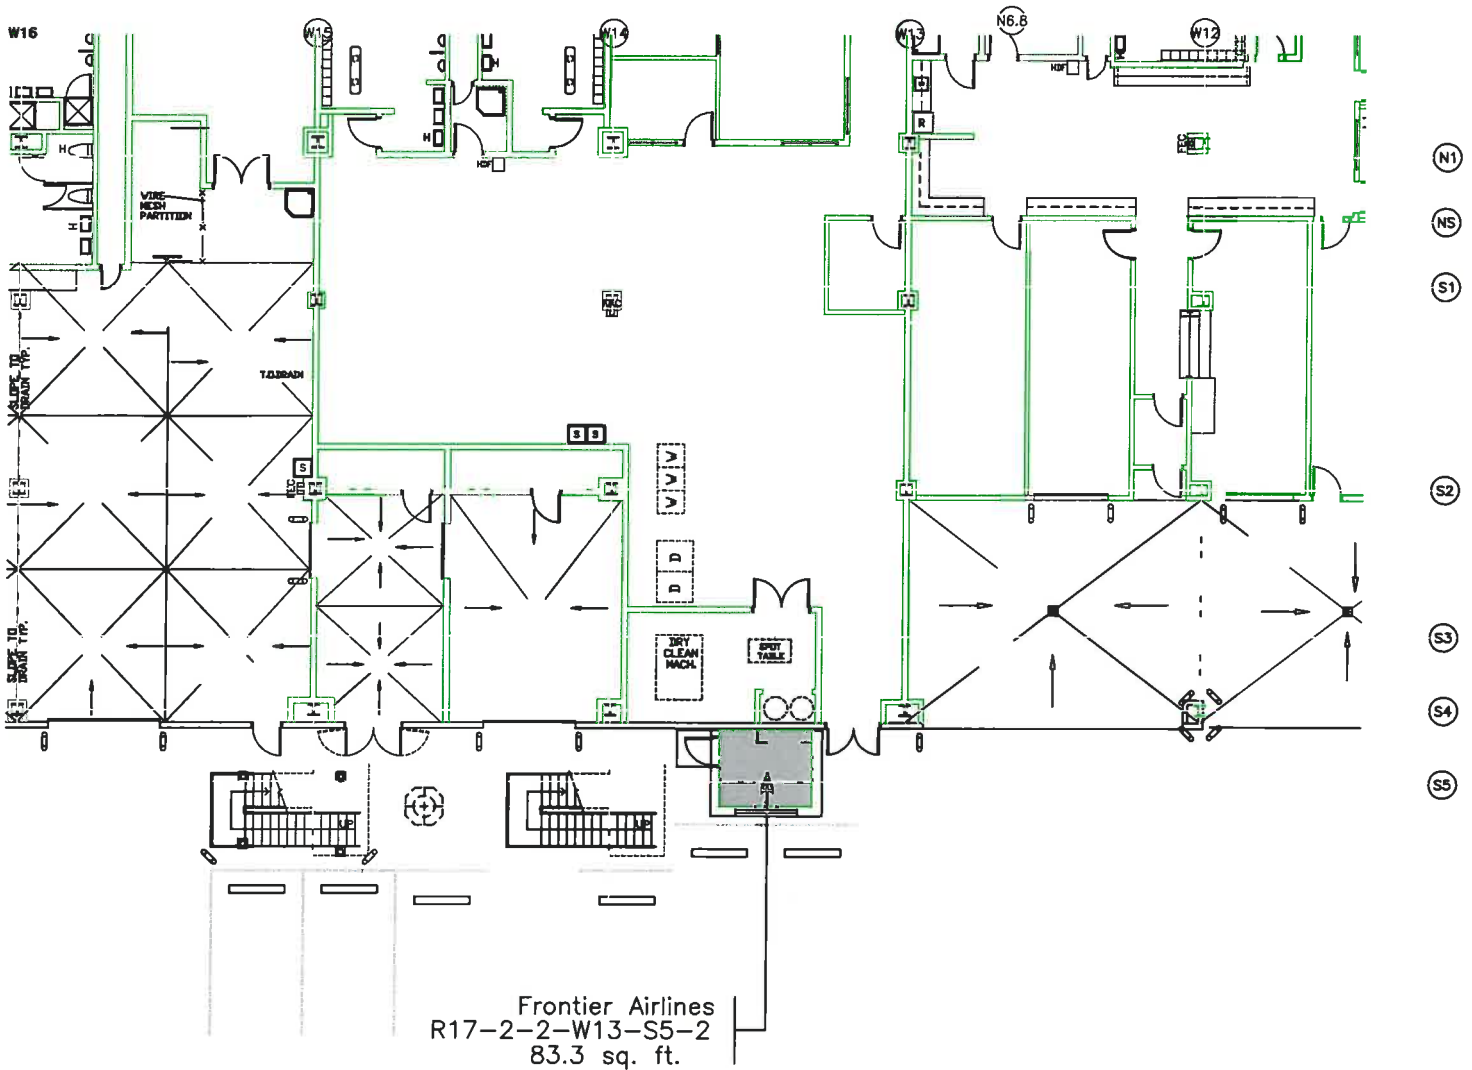 W16
W15
W14
W13
N6.8
W12
H
H
HDF
R
H
H
HDF
N1
WIRE
MESH
PARTITION
H
NS
S1
SLOPE TO
DRAIN TYP.
T.D.DRAIN
S S
W
W
W
S
S2
D
D
DRY
CLEAN
MACH.
SPOT
TABLE
SLOPE TO
DRAIN TYP.
S3
S4
S5
UP
UP
Frontier Airlines
R17-2-2-W13-S5-2
83.3 sq. ft.